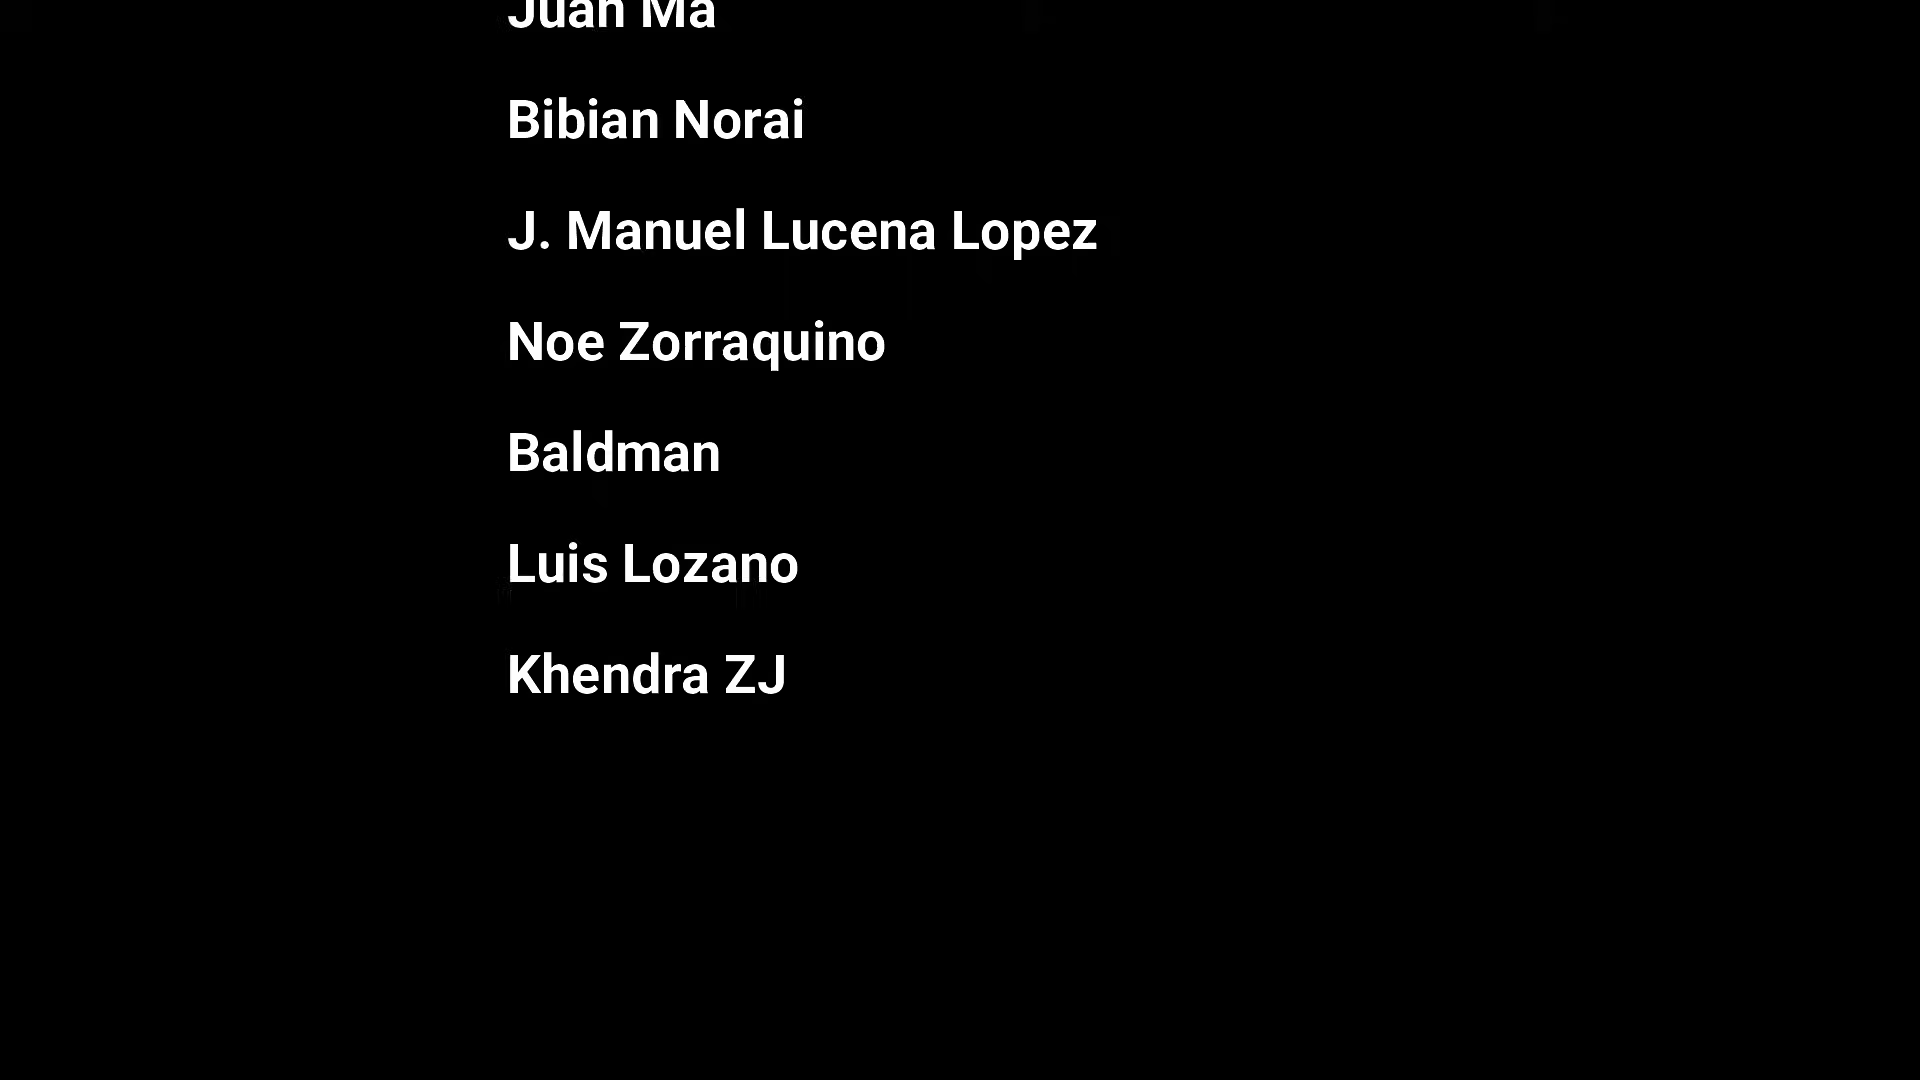 Juan Ma
Bibian Norai
J. Manuel Lucena Lopez
Noe Zorraquino
Baldman
Luis Lozano
Khendra ZJ